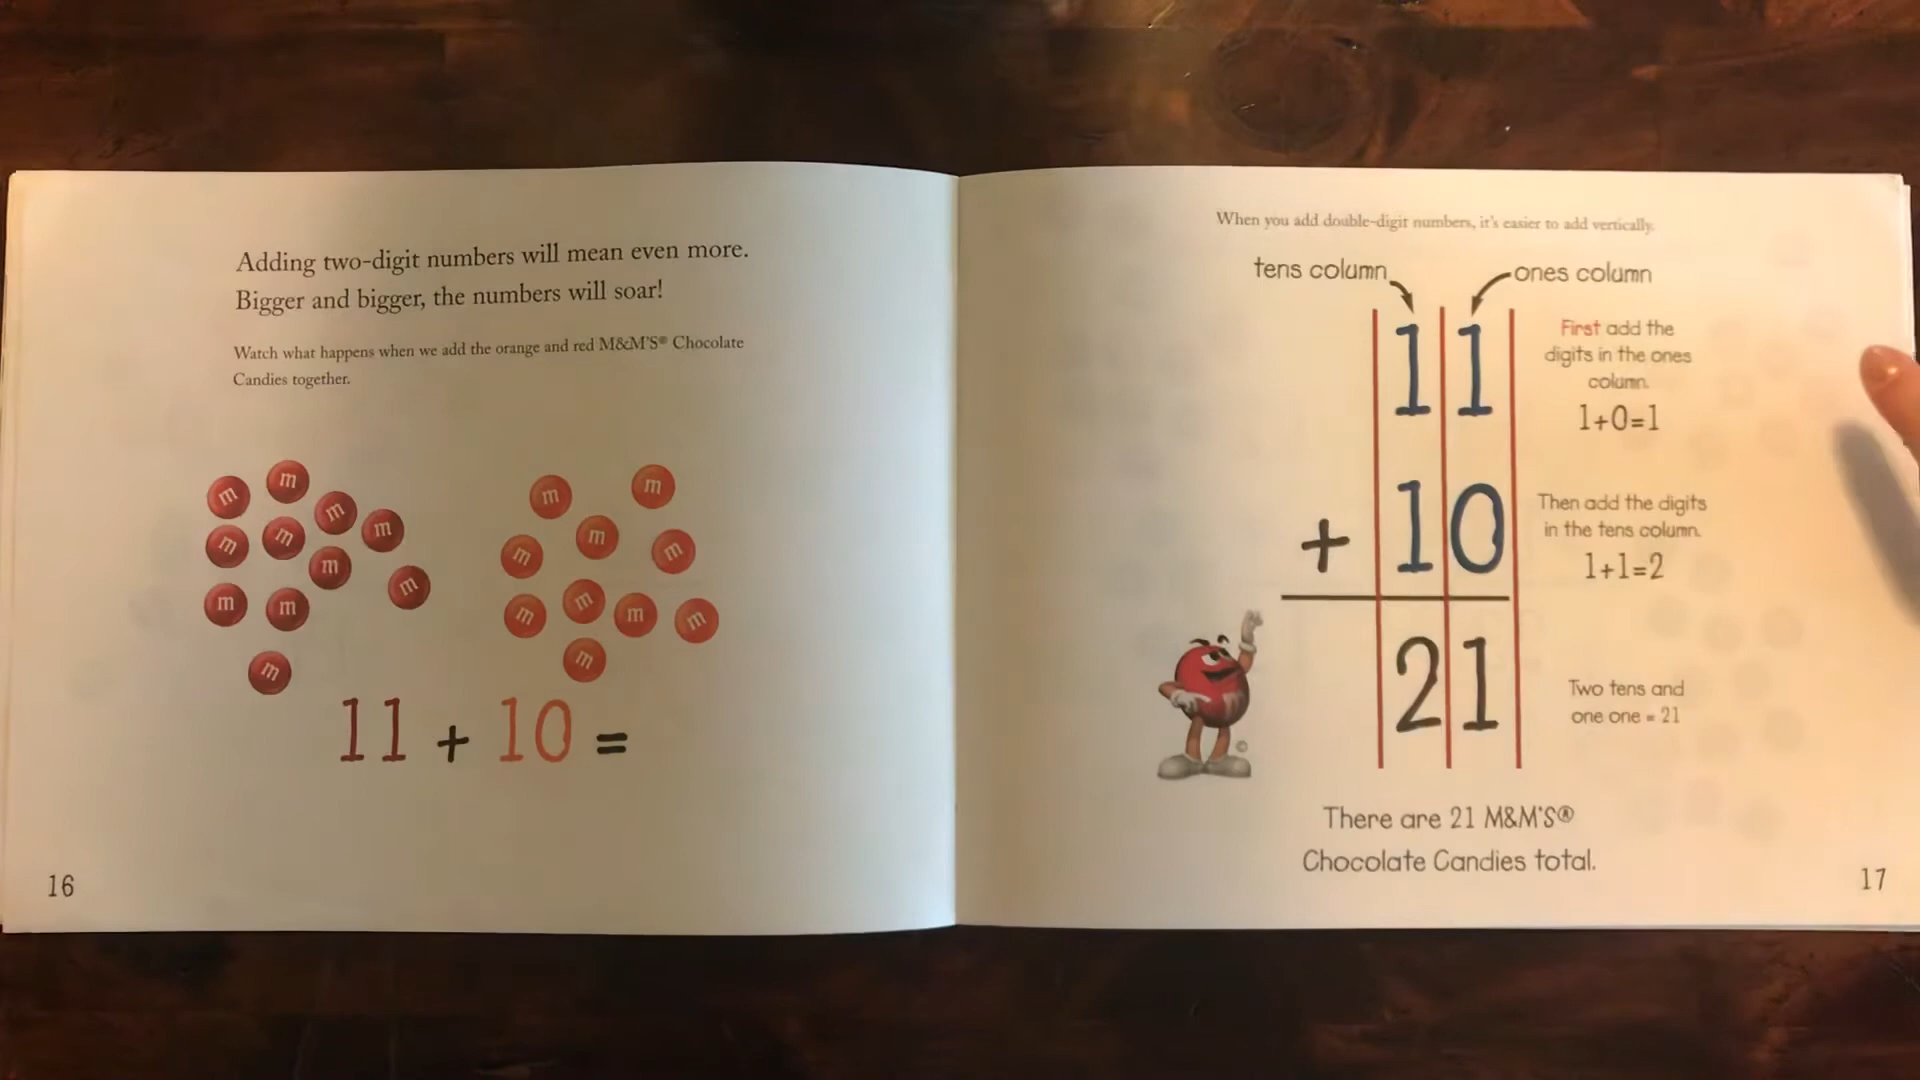 Adding two-digit numbers will mean even more.
Bigger and bigger, the numbers will soar!
Watch what happens when we add the orange and red M&M'S® Chocolate
Candies together.
m m m m m m m m m m m
m m m m m m m m m m
11 + 10 =
16
When you add double-digit numbers, it's easier to add vertically.
tens column ones column
11
First add the
digits in the ones
column.
1+0=1
+ 10
Then add the digits
in the tens column.
1+1=2
21
Two tens and
one one = 21
©
There are 21 M&M'S®
Chocolate Candies total.
17